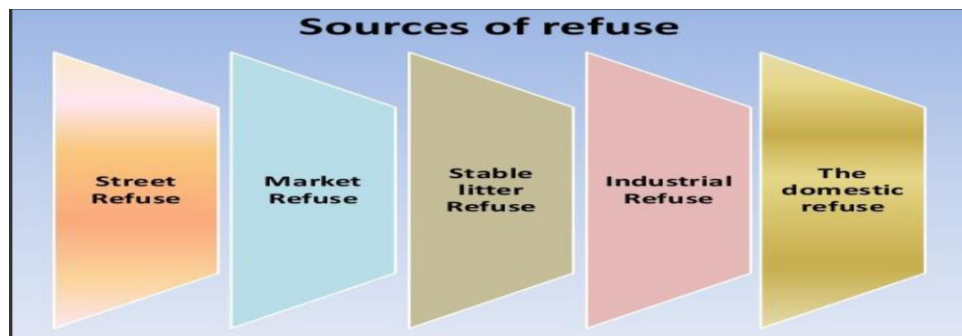 Sources of refuse
Street
Refuse
Market
Refuse
Stable
litter
Refuse
Industrial
Refuse
The
domestic
refuse